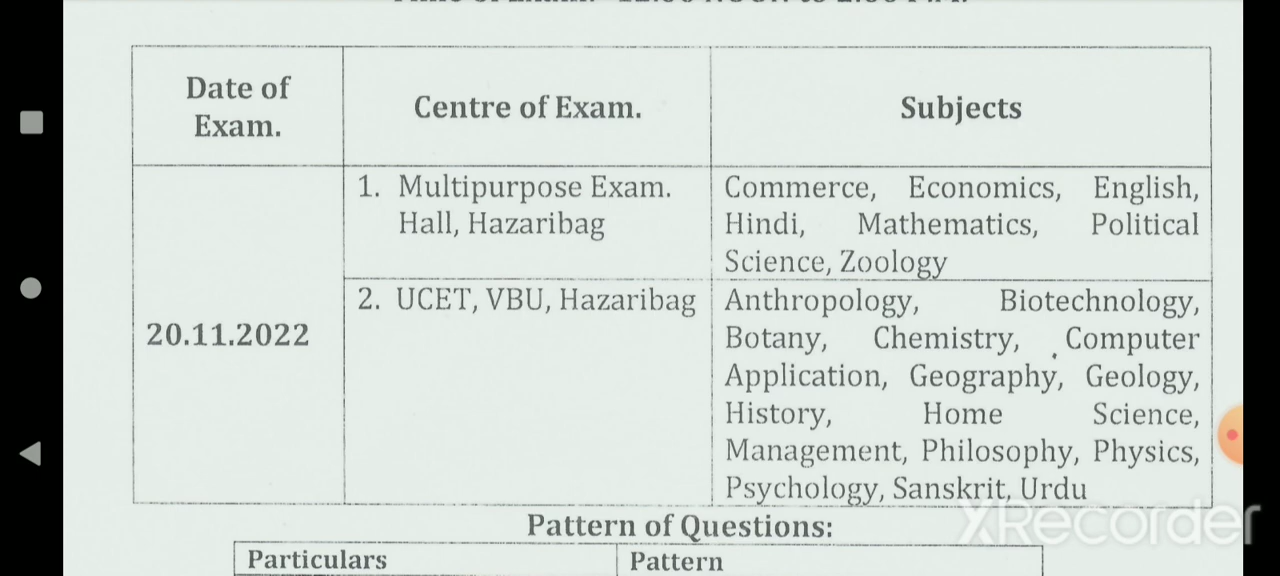 Date of
Exam.
Centre of Exam.
Subjects
20.11.2022
1. Multipurpose Exam.
Hall, Hazaribag
Commerce, Economics, English,
Hindi, Mathematics, Political
Science, Zoology
2. UCET, VBU, Hazaribag
Anthropology, Biotechnology,
Botany, Chemistry, Computer
Application, Geography, Geology,
History, Home Science,
Management, Philosophy, Physics,
Psychology, Sanskrit, Urdu
Pattern of Questions:
Particulars
Pattern
XRecorder